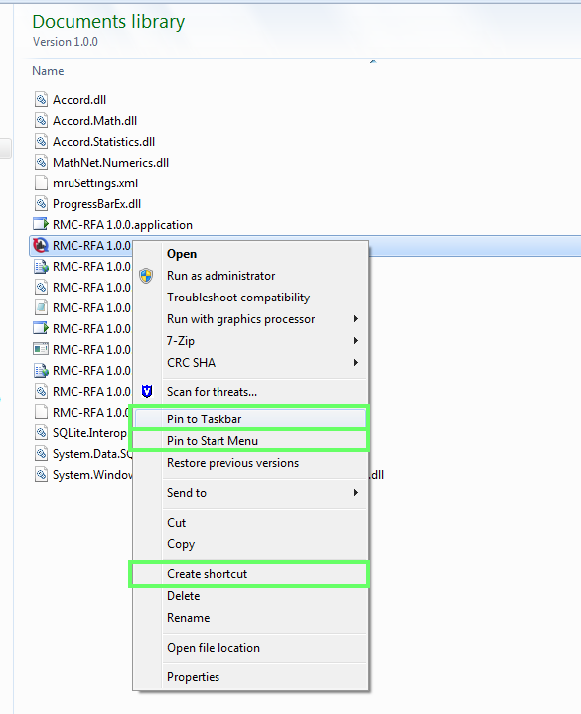 Documents library
Version 1.0.0
Name
Accord.dll
Accord.Math.dll
Accord.Statistics.dll
MathNet.Numerics.dll
mruSettings.xml
ProgressBarEx.dll
RMC-RFA 1.0.0.application
RMC-RFA 1.0.0
RMC-RFA 1.0.0
RMC-RFA 1.0.0
RMC-RFA 1.0.0
RMC-RFA 1.0.0
RMC-RFA 1.0.0
RMC-RFA 1.0.0
RMC-RFA 1.0.0
RMC-RFA 1.0.0
SQLite.Interop
System.Data.SQ
System.Window
.dll
Open
Run as administrator
Troubleshoot compatibility
Run with graphics processor
7-Zip
CRC SHA
Scan for threats...
Pin to Taskbar
Pin to Start Menu
Restore previous versions
Send to
Cut
Copy
Create shortcut
Delete
Rename
Open file location
Properties